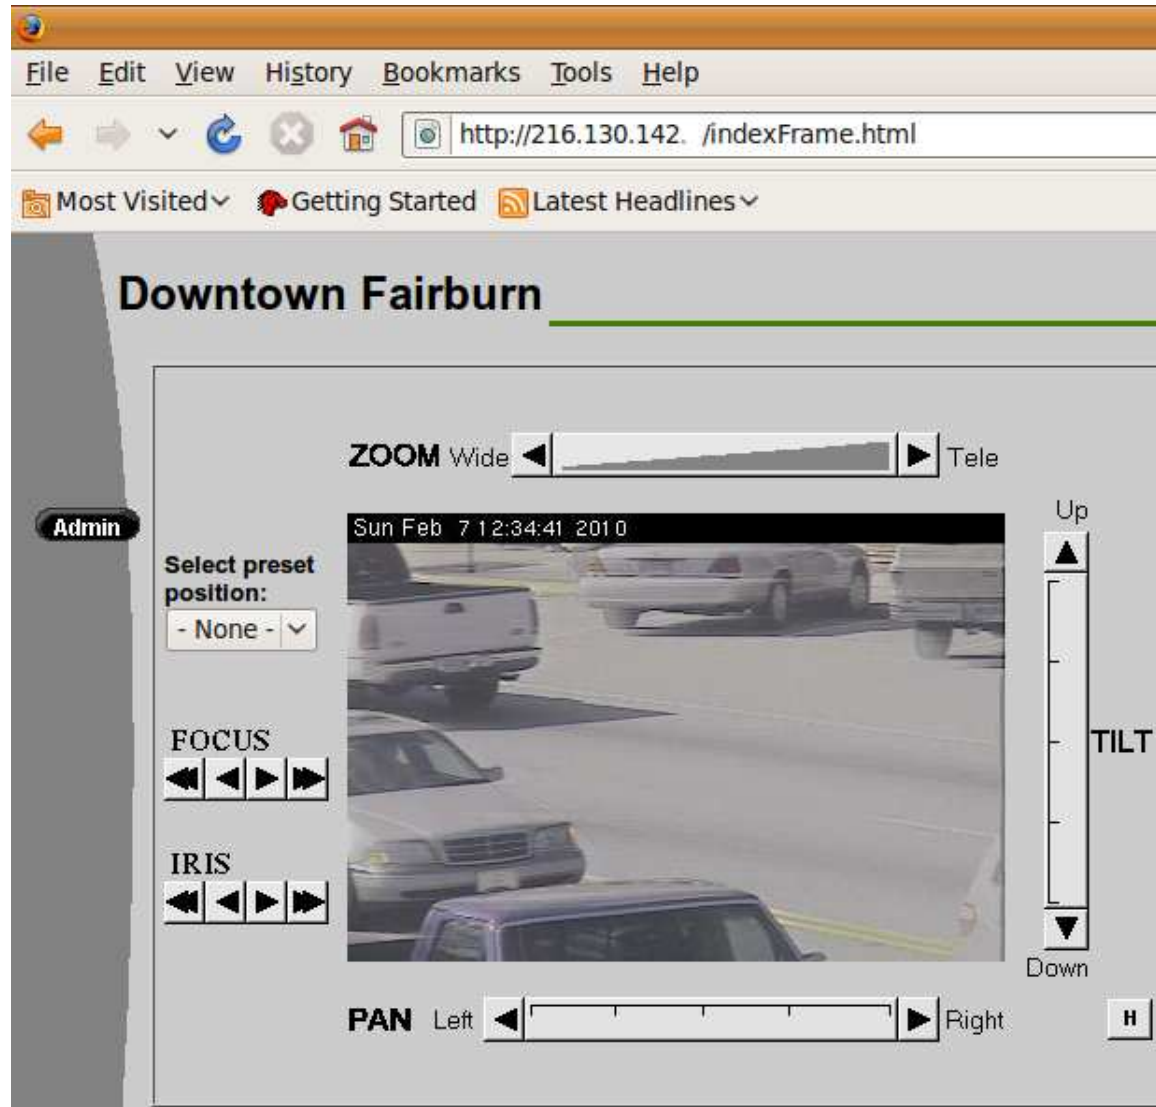 File Edit View History Bookmarks Tools Help
http://216.130.142. /indexFrame.html
Most Visited Getting Started Latest Headlines
Downtown Fairburn
ZOOM Wide Tele
Admin
Sun Feb 7 12:34:41 2010
Up
Select preset
position:
- None -
FOCUS
TILT
IRIS
Down
PAN Left Right
H